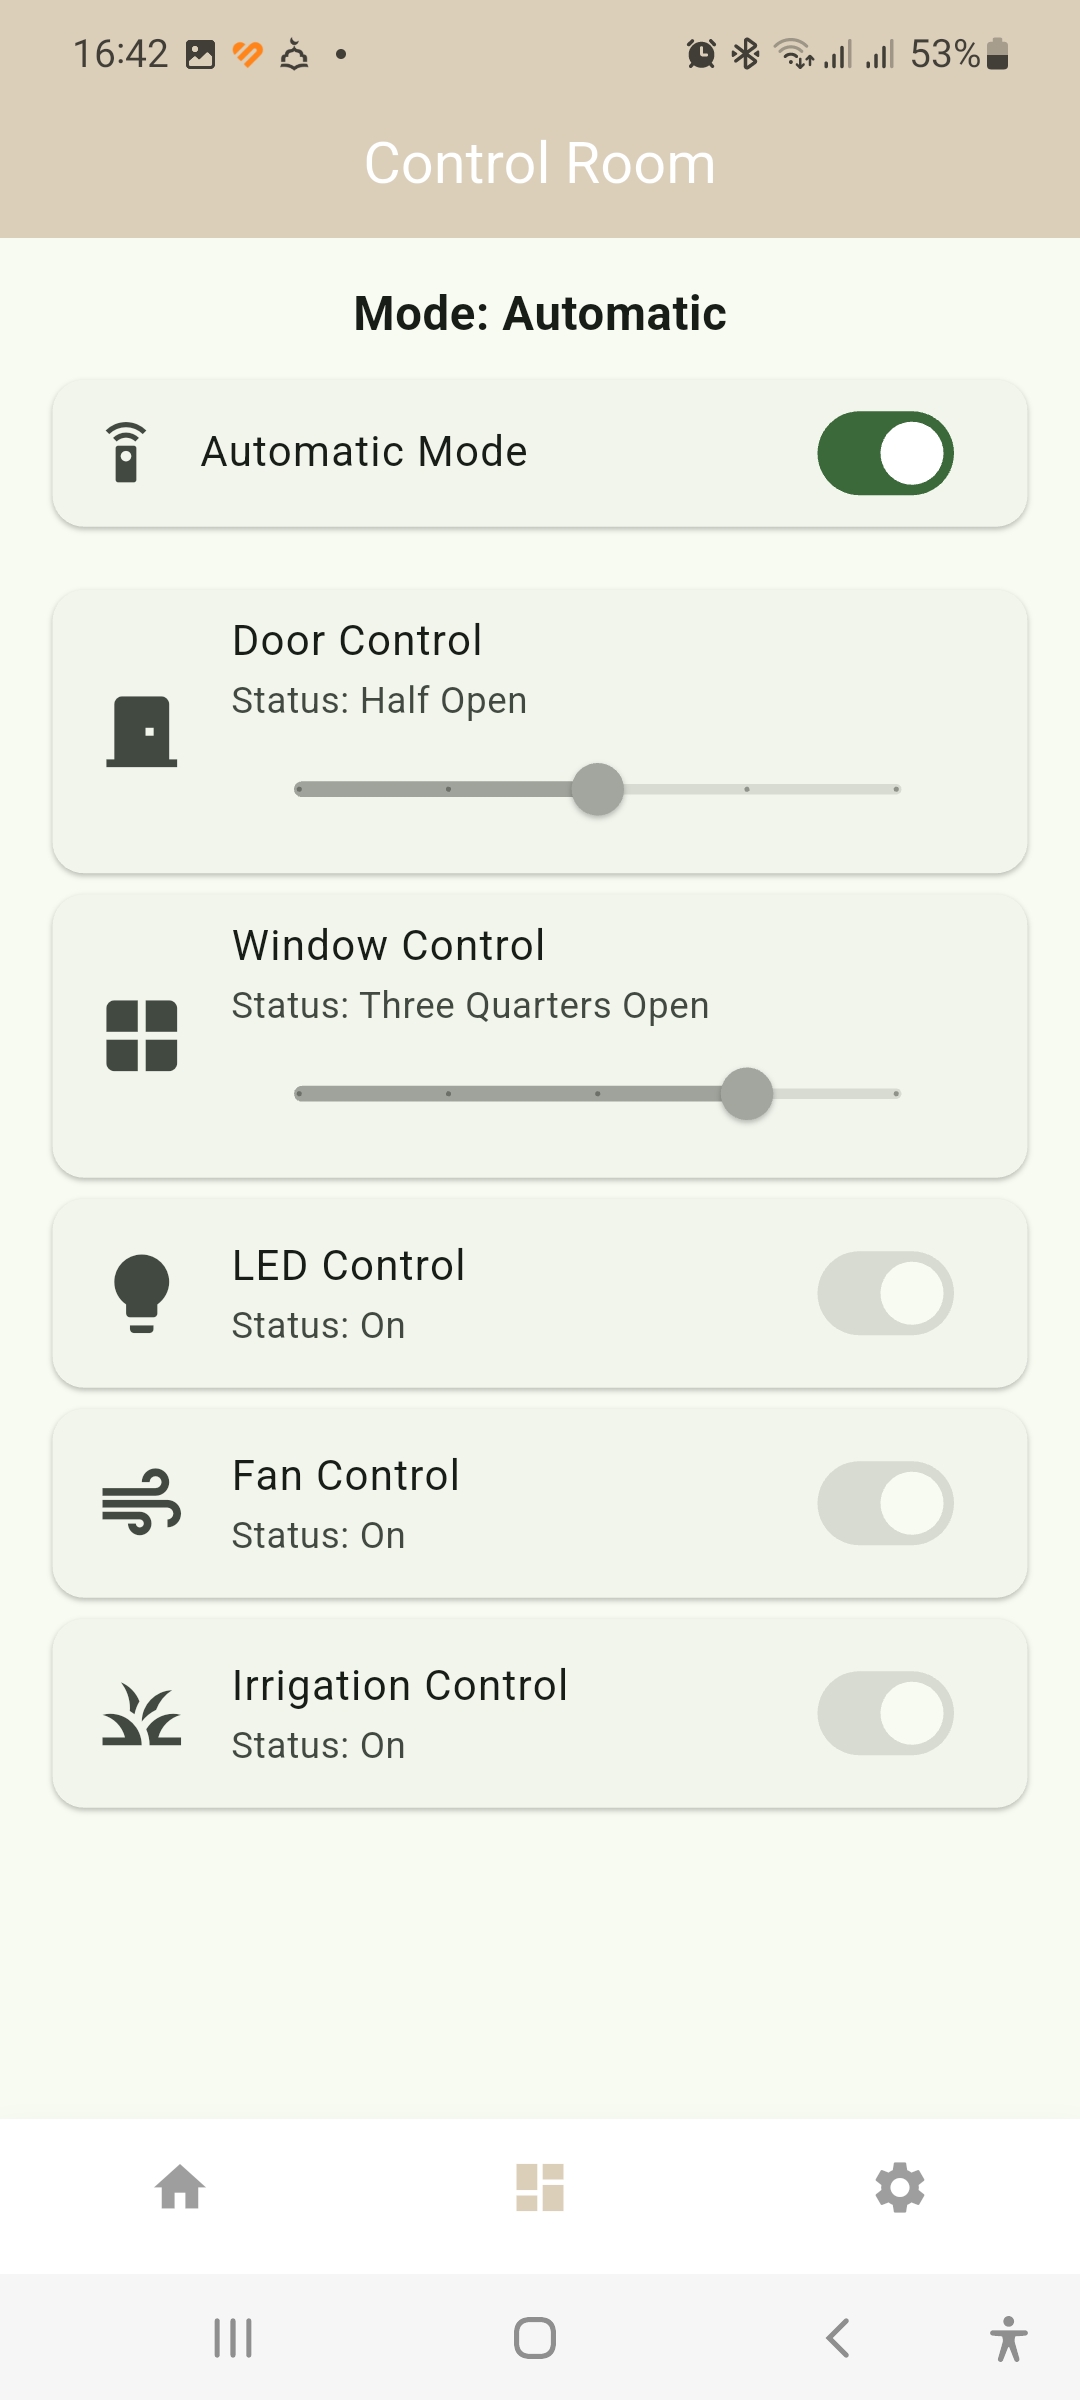 16:42
53%
Control Room
Mode: Automatic
Automatic Mode
Door Control
Status: Half Open
Window Control
Status: Three Quarters Open
LED Control
Status: On
Fan Control
Status: On
Irrigation Control
Status: On